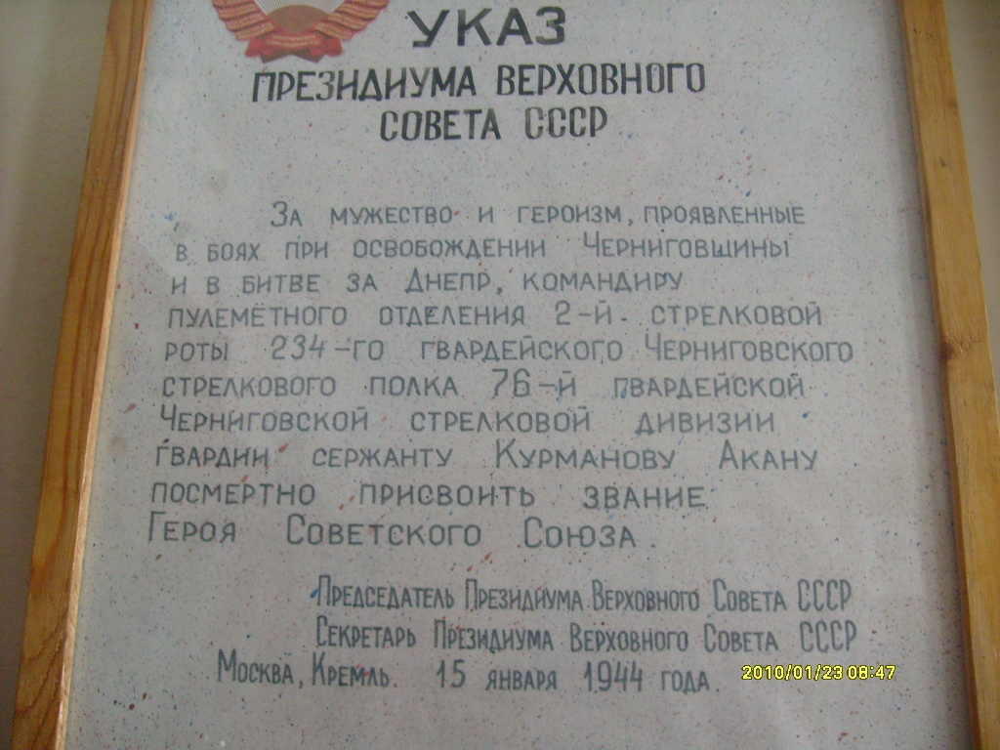 УКАЗ
ПРЕЗИДИУМА ВЕРХОВНОГО
СОВЕТА СССР
За мужество и героизм, проявленные
в боях при освобождении Черниговщины
и в битве за Днепр, командиру
пулемётного отделения 2-й стрелковой
роты 234-го гвардейского Черниговского
стрелкового полка 76-й гвардейской
Черниговской стрелковой дивизии
гвардии сержанту Курманову Акану
посмертно присвоить звание
Героя Советского Союза.
Председатель Президиума Верховного Совета СССР
Секретарь Президиума Верховного Совета СССР
Москва, Кремль. 15 января 1944 года.
2010/01/23 08:47